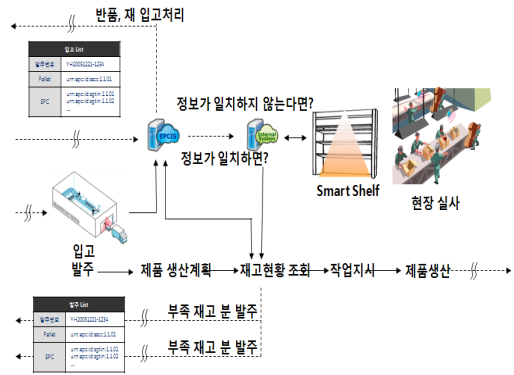 반품, 재 입고처리
입고 List
발주번호 YH20051221-1234
Pallet urn:epc:id:sscc:1.1.01
EPC urn:epc:id:sgtin:1.1.01
urn:epc:id:sgtin:1.1.02
...
정보가 일치하지 않는다면?
EPCIS
Internal System
정보가 일치하면?
Smart Shelf
현장 실사
입고
발주
제품 생산계획
재고현황 조회
작업지시
제품생산
발주 List
발주번호 YH20051221-1234
Pallet urn:epc:id:sscc:1.1.01
EPC urn:epc:id:sgtin:1.1.01
urn:epc:id:sgtin:1.1.02
...
부족 재고 분 발주
부족 재고 분 발주